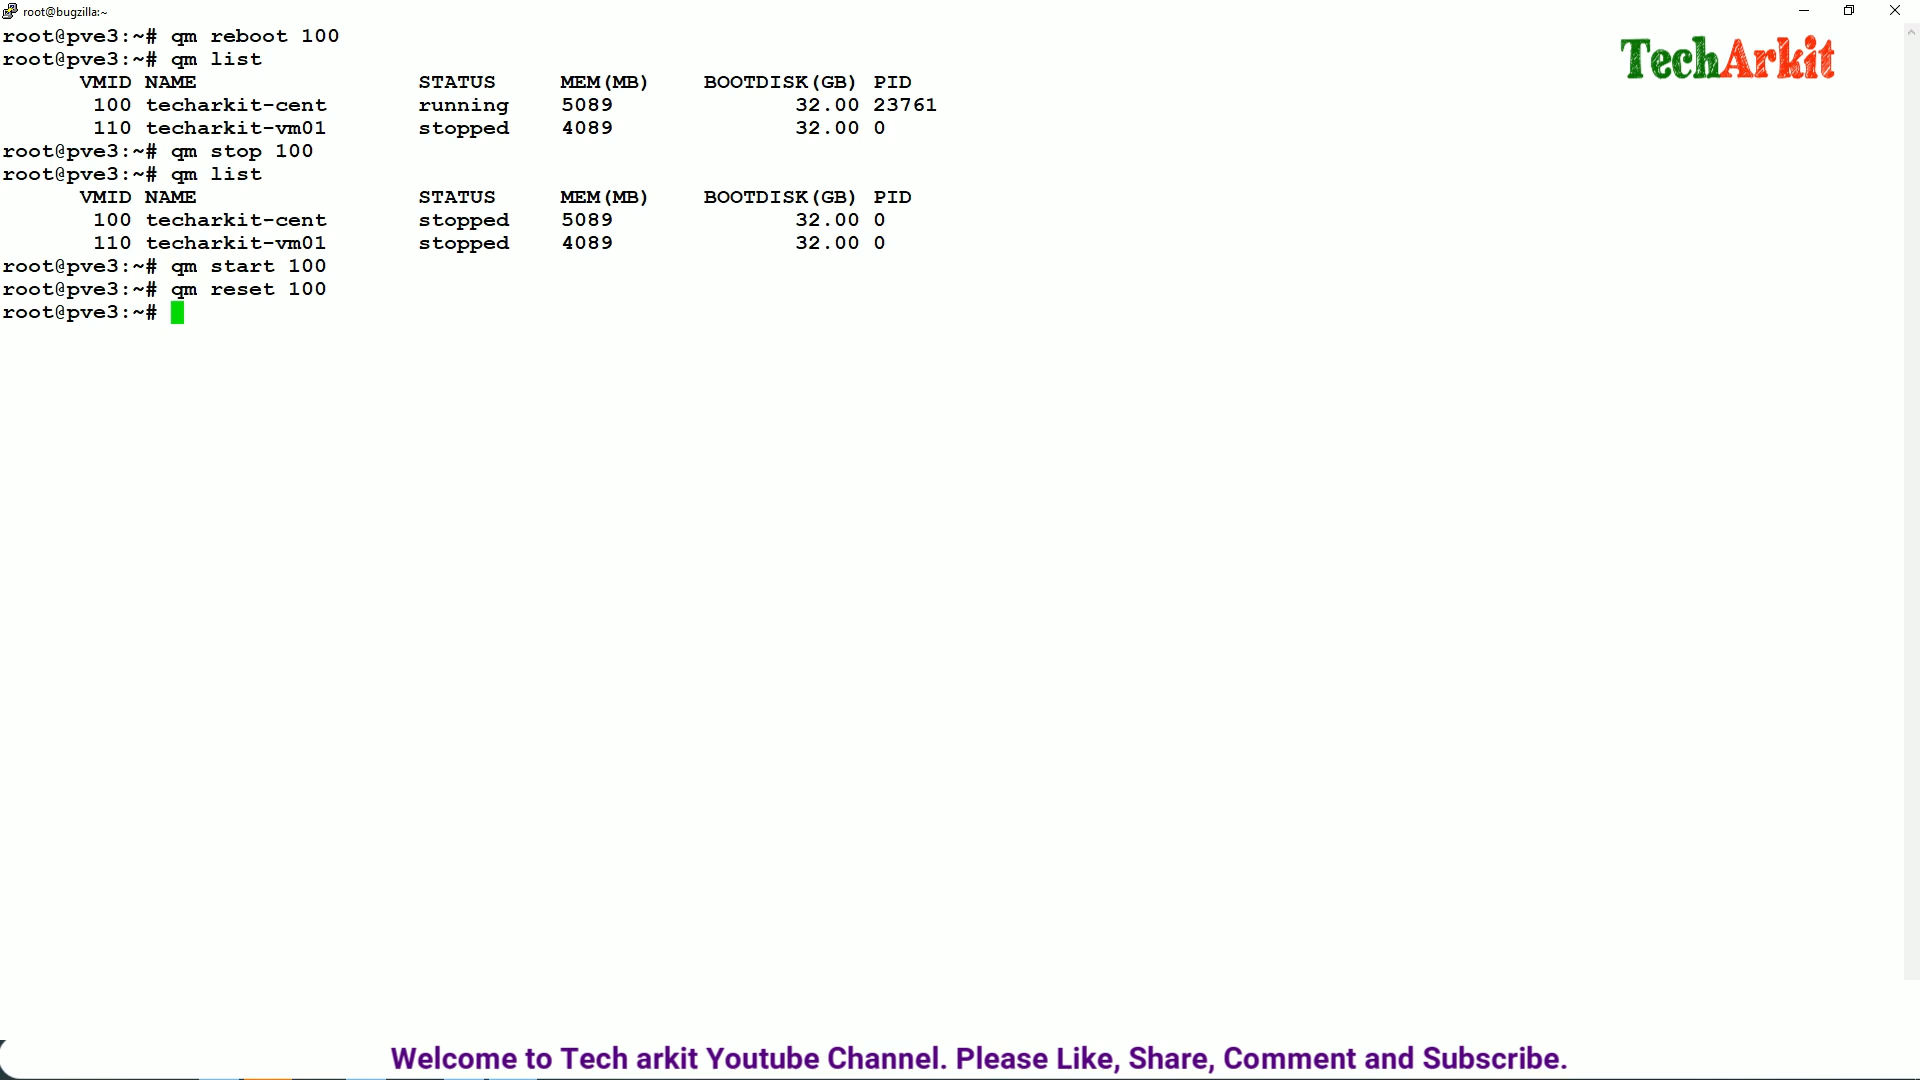 root@bugzilla:~
root@pve3:~# qm reboot 100
root@pve3:~# qm list
VMID NAME STATUS MEM(MB) BOOTDISK(GB) PID
100 techarkit-cent running 5089 32.00 23761
110 techarkit-vm01 stopped 4089 32.00 0
root@pve3:~# qm stop 100
root@pve3:~# qm list
VMID NAME STATUS MEM(MB) BOOTDISK(GB) PID
100 techarkit-cent stopped 5089 32.00 0
110 techarkit-vm01 stopped 4089 32.00 0
root@pve3:~# qm start 100
root@pve3:~# qm reset 100
root@pve3:~#
TechArkit
Welcome to Tech arkit Youtube Channel. Please Like, Share, Comment and Subscribe.